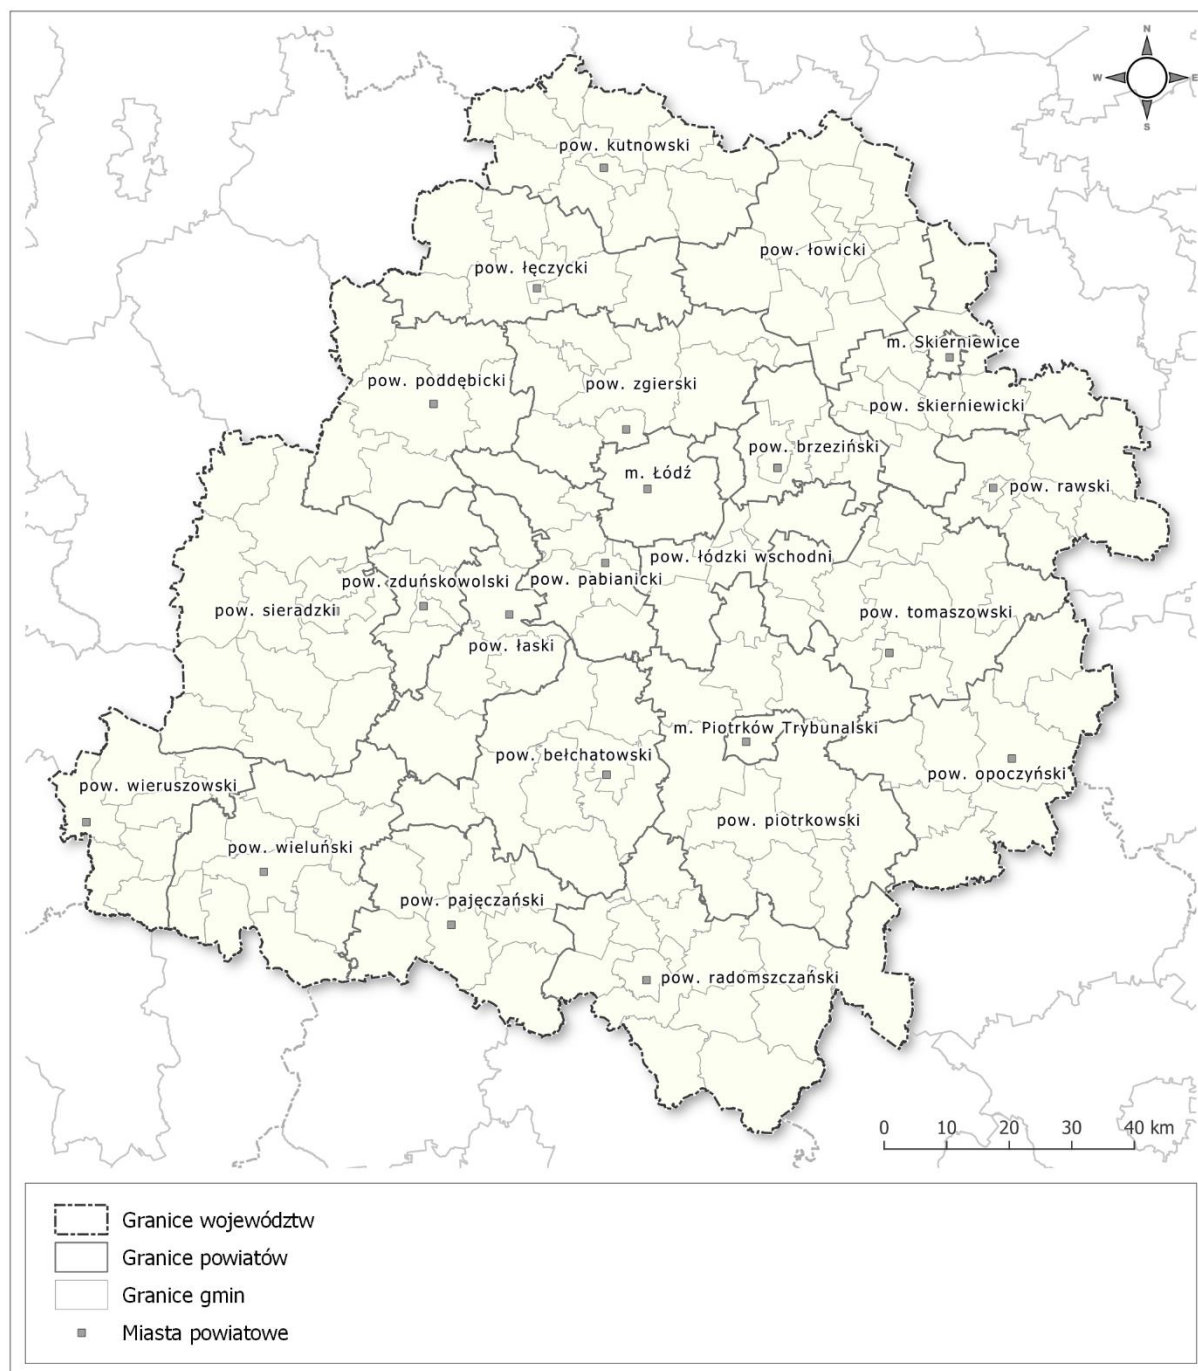 N
W E
S
pow. kutnowski
pow. łowicki
pow. łęczycki
m. Skierniewice
pow. poddębicki
pow. zgierski
pow. skierniewicki
pow. brzeziński
m. Łódź
pow. rawski
pow. łódzki wschodni
pow. zduńskowolski
pow. pabianicki
pow. sieradzki
pow. tomaszowski
pow. łaski
m. Piotrków Trybunalski
pow. bełchatowski
pow. opoczyński
pow. wieruszowski
pow. piotrkowski
pow. wieluński
pow. pajęczański
pow. radomszczański
0 10 20 30 40 km
Granice województw
Granice powiatów
Granice gmin
Miasta powiatowe